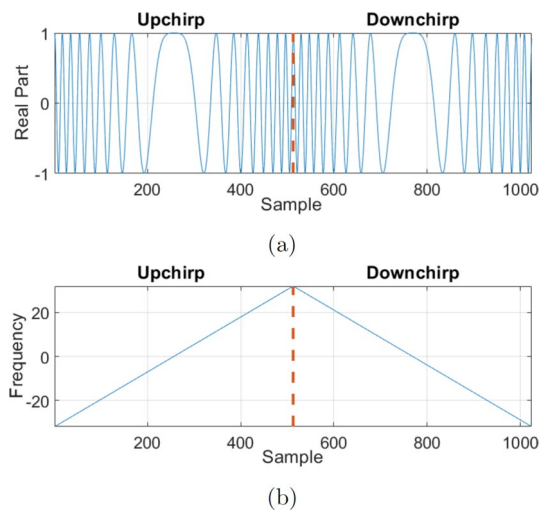 Upchirp Downchirp
Real Part
1
0
-1
200 400 600 800 1000
Sample
(a)
Upchirp Downchirp
Frequency
20
0
-20
200 400 600 800 1000
Sample
(b)